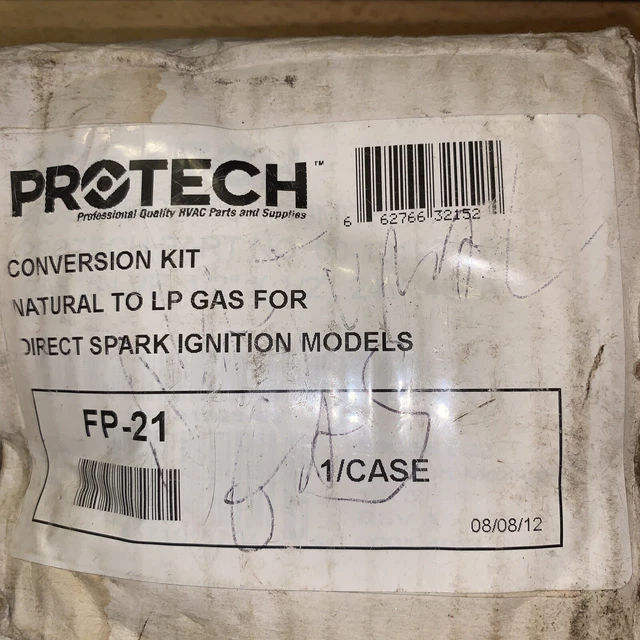 PROTECH™
Professional Quality HVAC Parts and Supplies
6 62766 32152
CONVERSION KIT
NATURAL TO LP GAS FOR
DIRECT SPARK IGNITION MODELS
FP-21
1/CASE
08/08/12